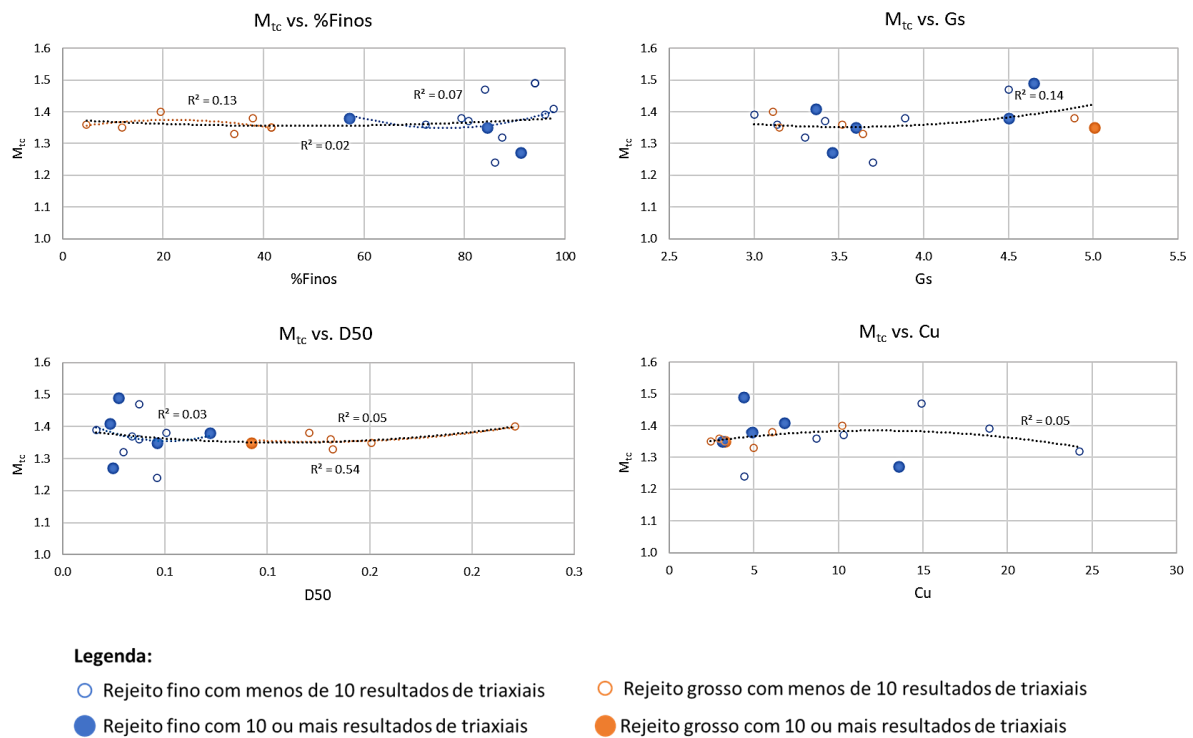 M_tc vs. %Finos
1.6
1.5
1.4
1.3
1.2
1.1
1.0
M_tc
R² = 0.13
R² = 0.07
R² = 0.02
0 20 40 60 80 100
%Finos
M_tc vs. Gs
1.6
1.5
1.4
1.3
1.2
1.1
1.0
M_tc
R² = 0.14
2.5 3.0 3.5 4.0 4.5 5.0 5.5
Gs
M_tc vs. D50
1.6
1.5
1.4
1.3
1.2
1.1
1.0
M_tc
R² = 0.03
R² = 0.05
R² = 0.54
0.0 0.1 0.1 0.2 0.2 0.3
D50
M_tc vs. Cu
1.6
1.5
1.4
1.3
1.2
1.1
1.0
M_tc
R² = 0.05
0 5 10 15 20 25 30
Cu
Legenda:
Rejeito fino com menos de 10 resultados de triaxiais
Rejeito grosso com menos de 10 resultados de triaxiais
Rejeito fino com 10 ou mais resultados de triaxiais
Rejeito grosso com 10 ou mais resultados de triaxiais